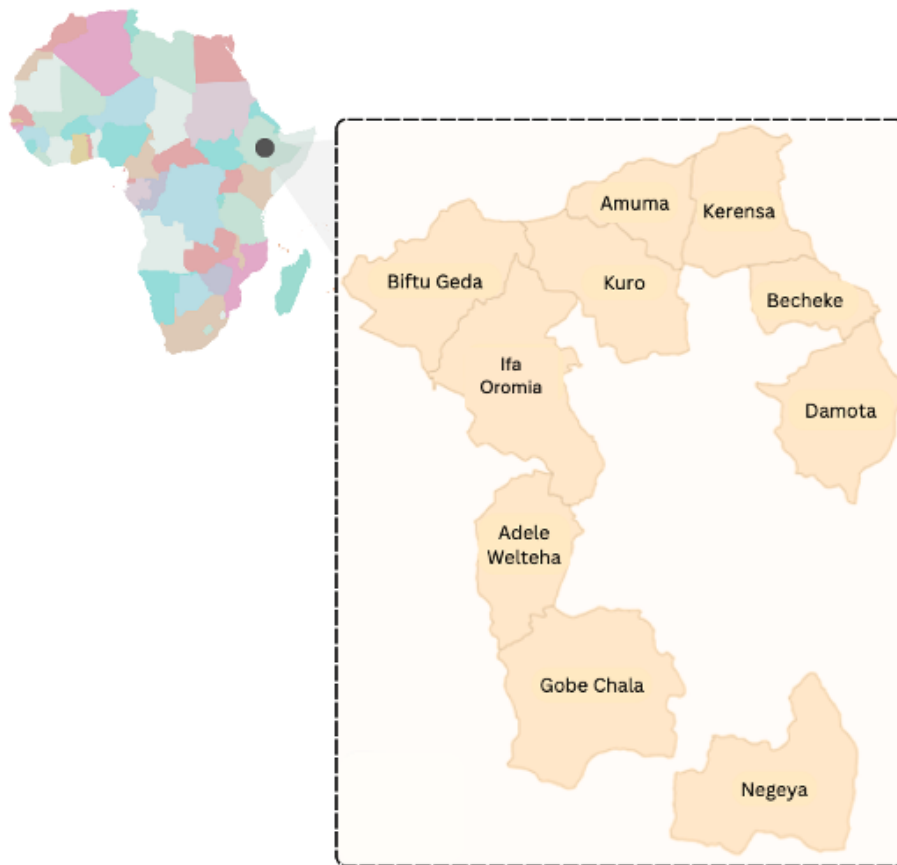 Amuma
Kerensa
Biftu Geda
Kuro
Becheke
Ifa
Oromia
Damota
Adele
Welteha
Gobe Chala
Negeya